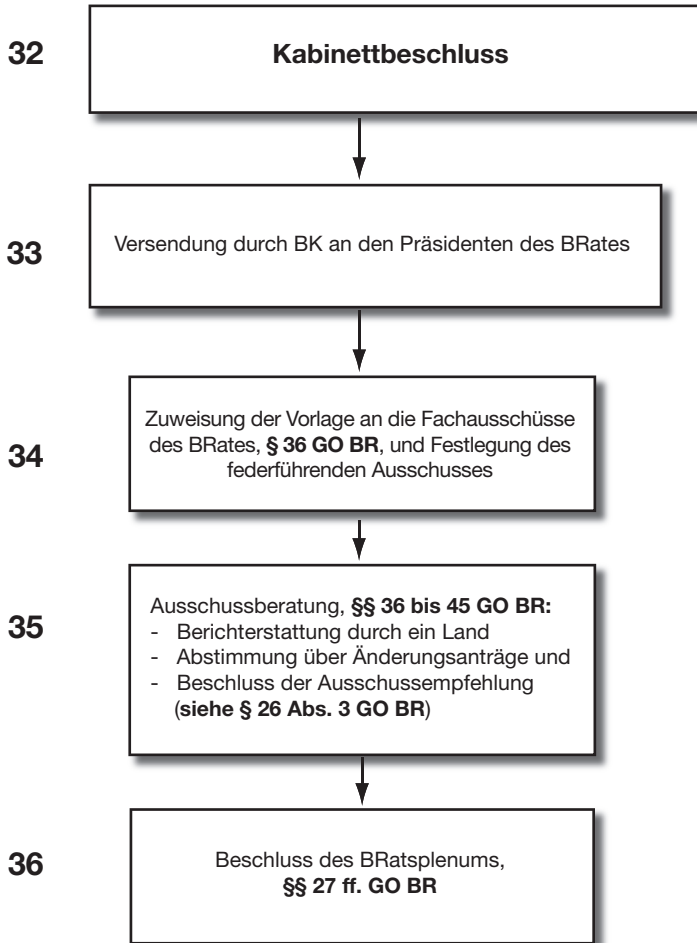 32
Kabinettbeschluss
33
Versendung durch BK an den Präsidenten des BRates
34
Zuweisung der Vorlage an die Fachausschüsse
des BRates, § 36 GO BR, und Festlegung des
federführenden Ausschusses
35
Ausschussberatung, §§ 36 bis 45 GO BR:
- Berichterstattung durch ein Land
- Abstimmung über Änderungsanträge und
- Beschluss der Ausschussempfehlung
(siehe § 26 Abs. 3 GO BR)
36
Beschluss des BRatsplenums,
§§ 27 ff. GO BR